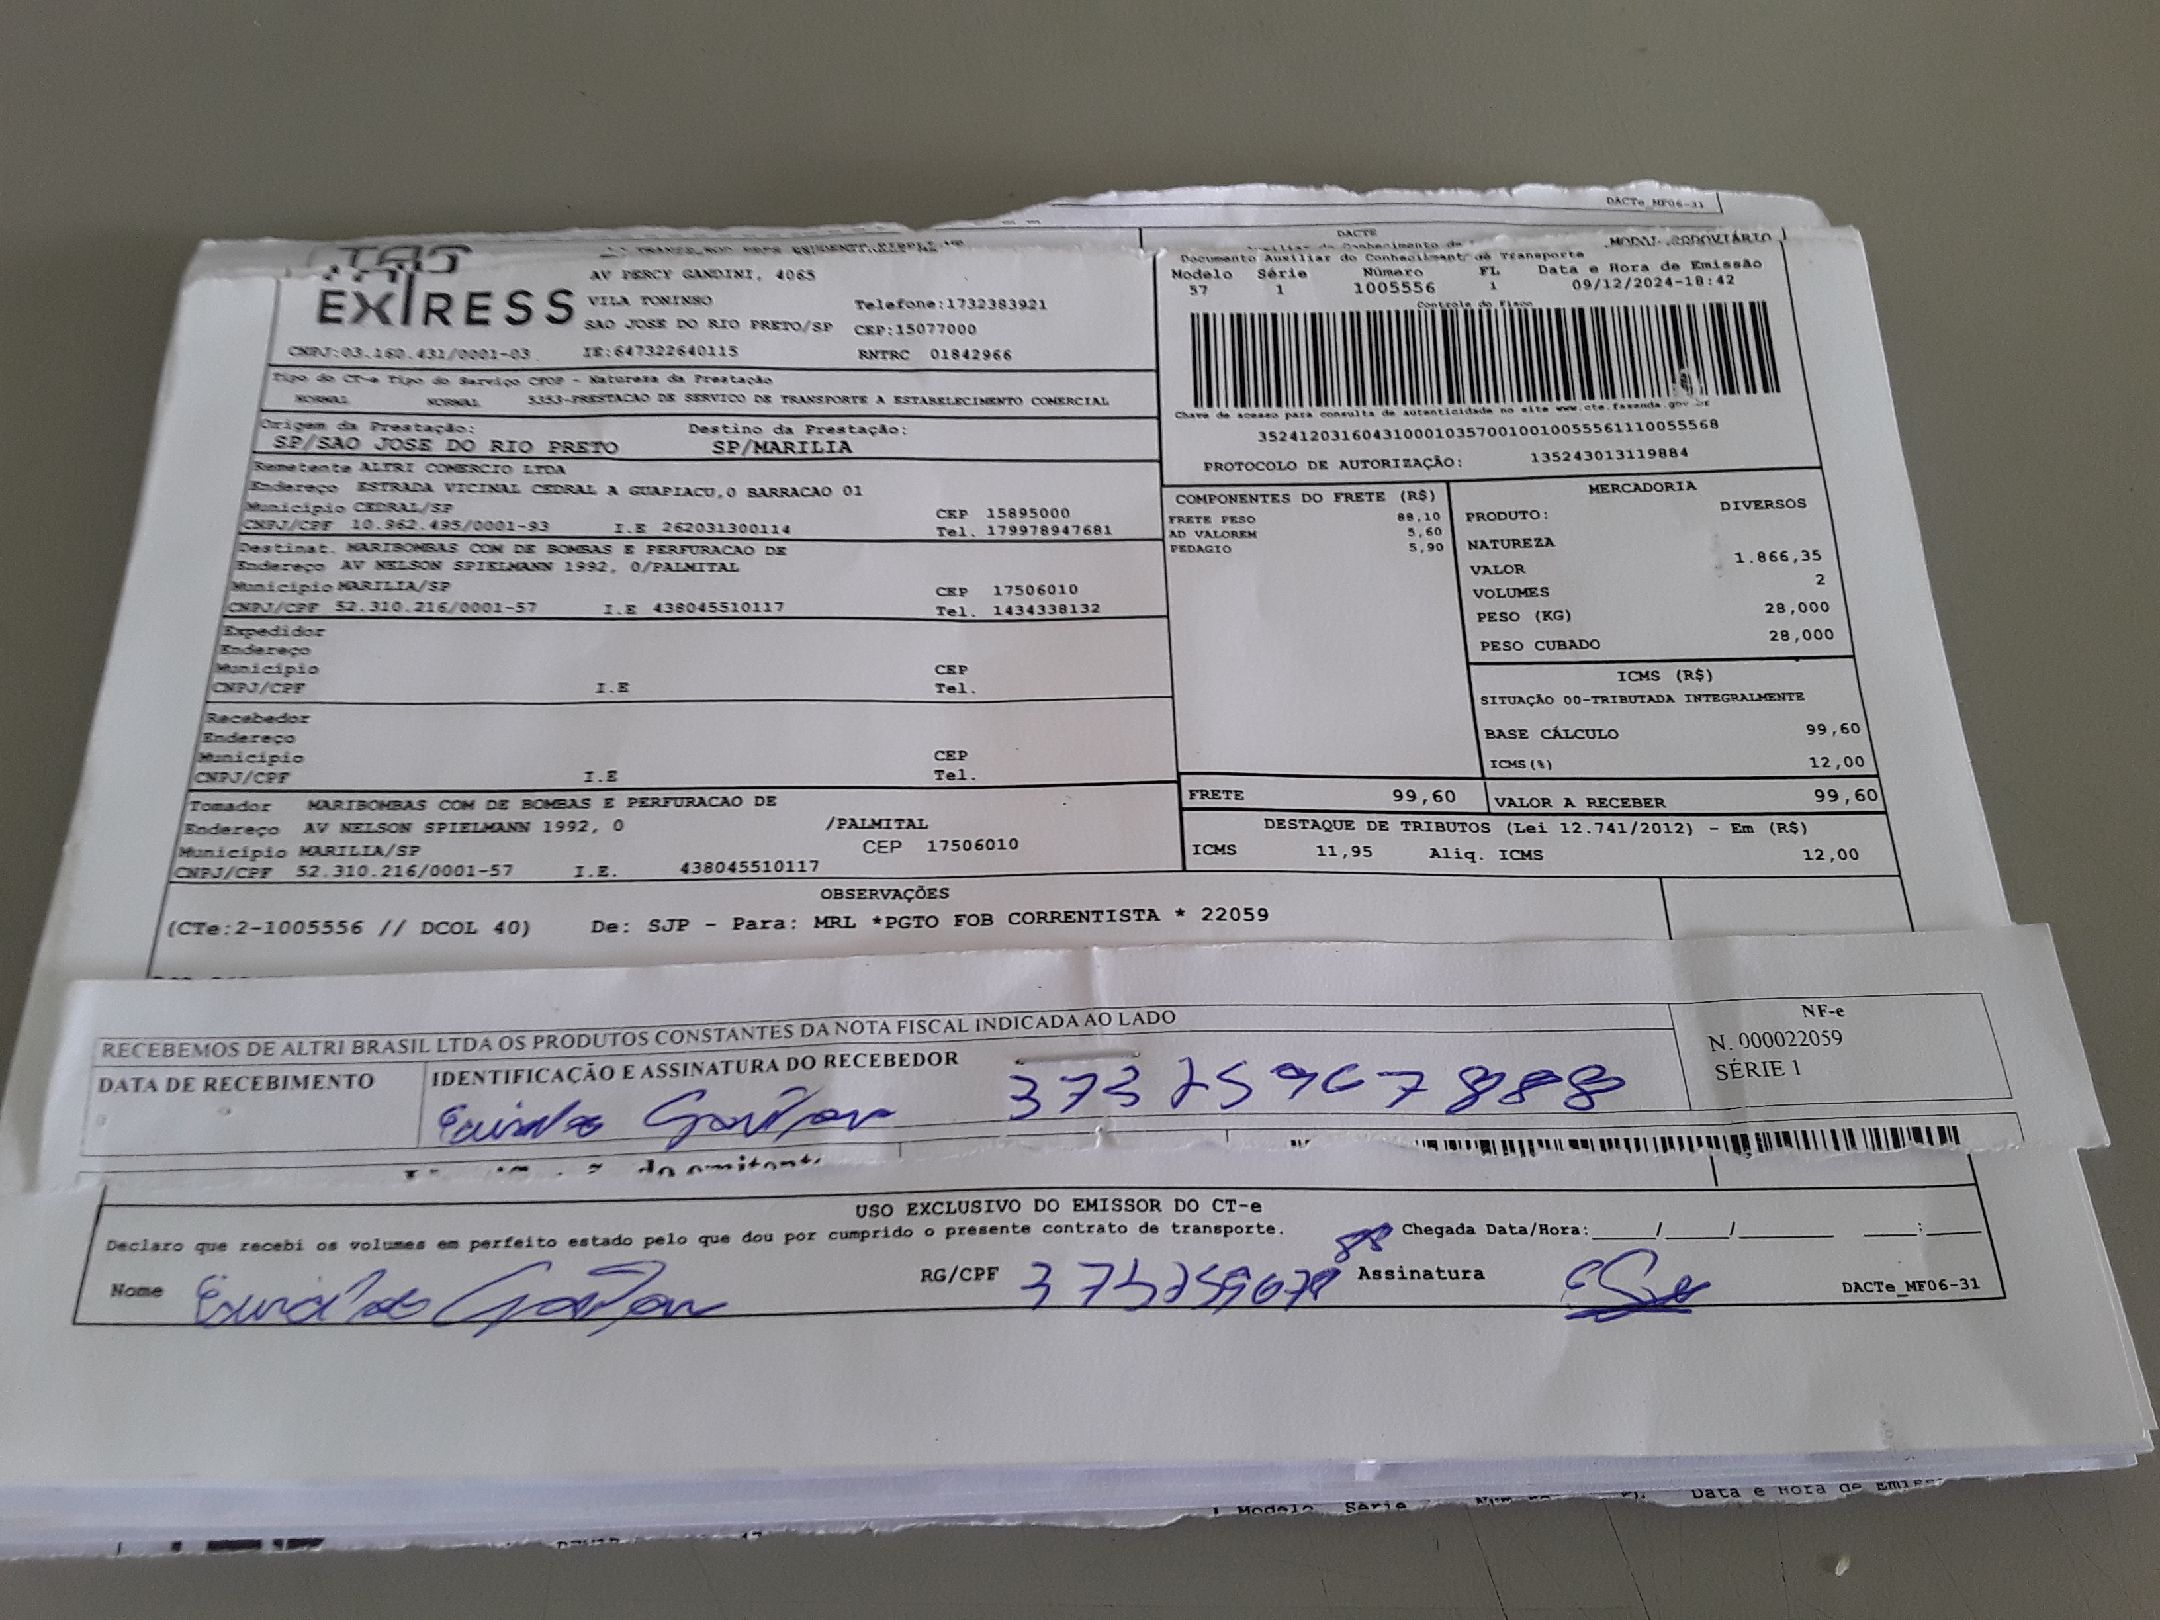 DACTe_MF06-31
DACTE
MODAL RODOVIÁRIO
EXPRESS
AV PERCY GANDINI, 4065
VILA TONINHO
Telefone:1732383921
SAO JOSE DO RIO PRETO/SP CEP:15077000
CNPJ:03.160.431/0001-03 IE:647322640115 RNTRC 01842966
Documento Auxiliar do Conhecimento de Transporte
Modelo Série Número FL Data e Hora de Emissão
57 1 1005556 1 09/12/2024-18:42
Controle do Fisco
Chave de acesso para consulta de autenticidade no site www.cte.fazenda.gov.br
35241203160431000103570010010055561110055568
PROTOCOLO DE AUTORIZAÇÃO: 135243013119884
Tipo do CT-e Tipo do Serviço CFOP - Natureza da Prestação
NORMAL NORMAL 5353-PRESTACAO DE SERVICO DE TRANSPORTE A ESTABELECIMENTO COMERCIAL
Origem da Prestação: Destino da Prestação:
SP/SAO JOSE DO RIO PRETO SP/MARILIA
Remetente ALTRI COMERCIO LTDA
Endereço ESTRADA VICINAL CEDRAL A GUAPIACU,0 BARRACAO 01
Município CEDRAL/SP CEP 15895000
CNPJ/CPF 10.962.495/0001-93 I.E 262031300114 Tel. 179978947681
Destinat. MARIBOMBAS COM DE BOMBAS E PERFURACAO DE
Endereço AV NELSON SPIELMANN 1992, 0/PALMITAL
Município MARILIA/SP CEP 17506010
CNPJ/CPF 52.310.216/0001-57 I.E 438045510117 Tel. 1434338132
Expedidor
Endereço
Município CEP
CNPJ/CPF I.E Tel.
Recebedor
Endereço
Município CEP
CNPJ/CPF I.E Tel.
Tomador MARIBOMBAS COM DE BOMBAS E PERFURACAO DE
Endereço AV NELSON SPIELMANN 1992, 0 /PALMITAL
Município MARILIA/SP CEP 17506010
CNPJ/CPF 52.310.216/0001-57 I.E. 438045510117
COMPONENTES DO FRETE (R$)
FRETE PESO 88,10
AD VALOREM 5,60
PEDAGIO 5,90
MERCADORIA
PRODUTO: DIVERSOS
NATUREZA
VALOR 1.866,35
VOLUMES 2
PESO (KG) 28,000
PESO CUBADO 28,000
ICMS (R$)
SITUAÇÃO 00-TRIBUTADA INTEGRALMENTE
BASE CÁLCULO 99,60
ICMS(%) 12,00
FRETE 99,60 VALOR A RECEBER 99,60
DESTAQUE DE TRIBUTOS (Lei 12.741/2012) - Em (R$)
ICMS 11,95 Aliq. ICMS 12,00
OBSERVAÇÕES
(CTe:2-1005556 // DCOL 40) De: SJP - Para: MRL *PGTO FOB CORRENTISTA * 22059
RECEBEMOS DE ALTRI BRASIL LTDA OS PRODUTOS CONSTANTES DA NOTA FISCAL INDICADA AO LADO
DATA DE RECEBIMENTO IDENTIFICAÇÃO E ASSINATURA DO RECEBEDOR
37325967888
NF-e
N. 000022059
SÉRIE 1
do emitente
USO EXCLUSIVO DO EMISSOR DO CT-e
Declaro que recebi os volumes em perfeito estado pelo que dou por cumprido o presente contrato de transporte.
Chegada Data/Hora:____/____/______ ____:____
Nome RG/CPF Assinatura
DACTe_MF06-31
Modelo Série Data e Hora de